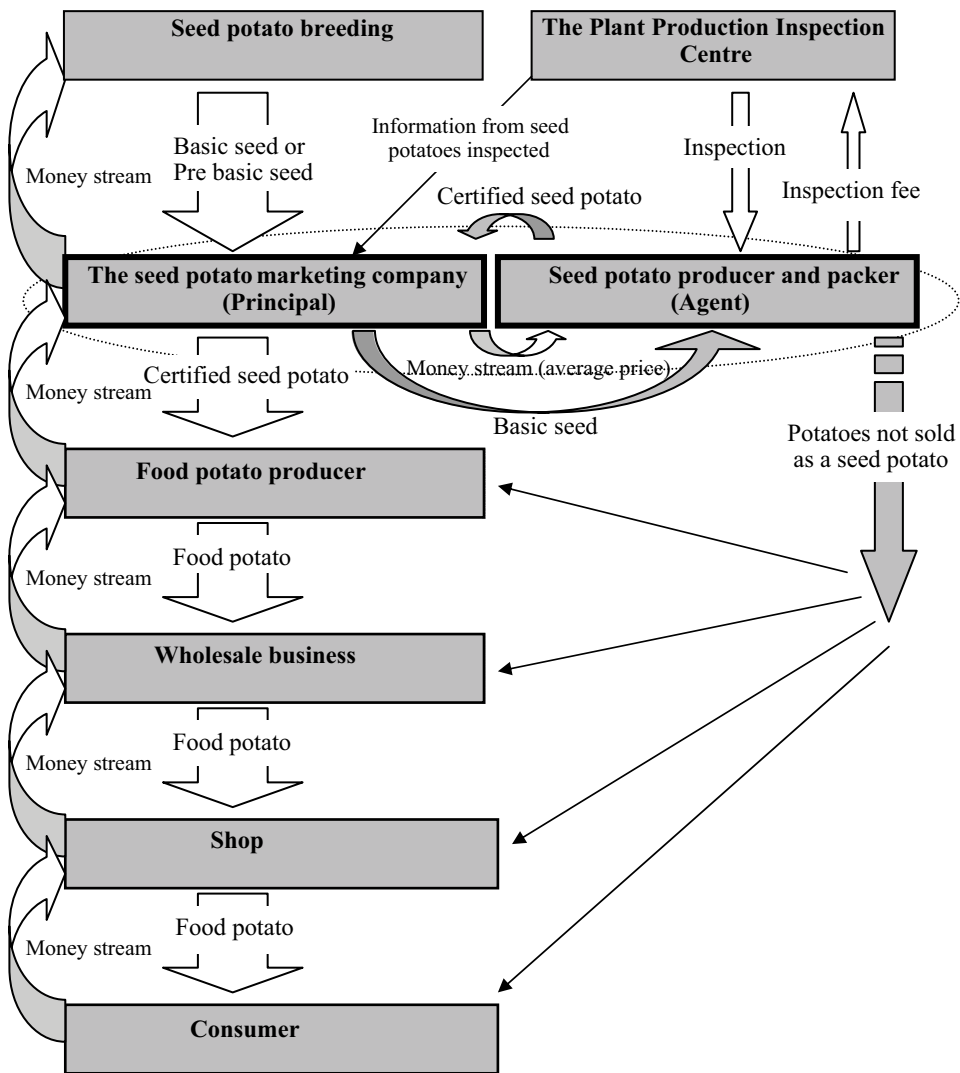 Seed potato breeding
The Plant Production Inspection
Centre
Information from seed
potatoes inspected
Basic seed or
Pre basic seed
Inspection
Inspection fee
Money stream
Certified seed potato
The seed potato marketing company
(Principal)
Seed potato producer and packer
(Agent)
Money stream (average price)
Certified seed potato
Money stream
Basic seed
Potatoes not sold
as a seed potato
Food potato producer
Food potato
Money stream
Wholesale business
Food potato
Money stream
Shop
Food potato
Money stream
Consumer